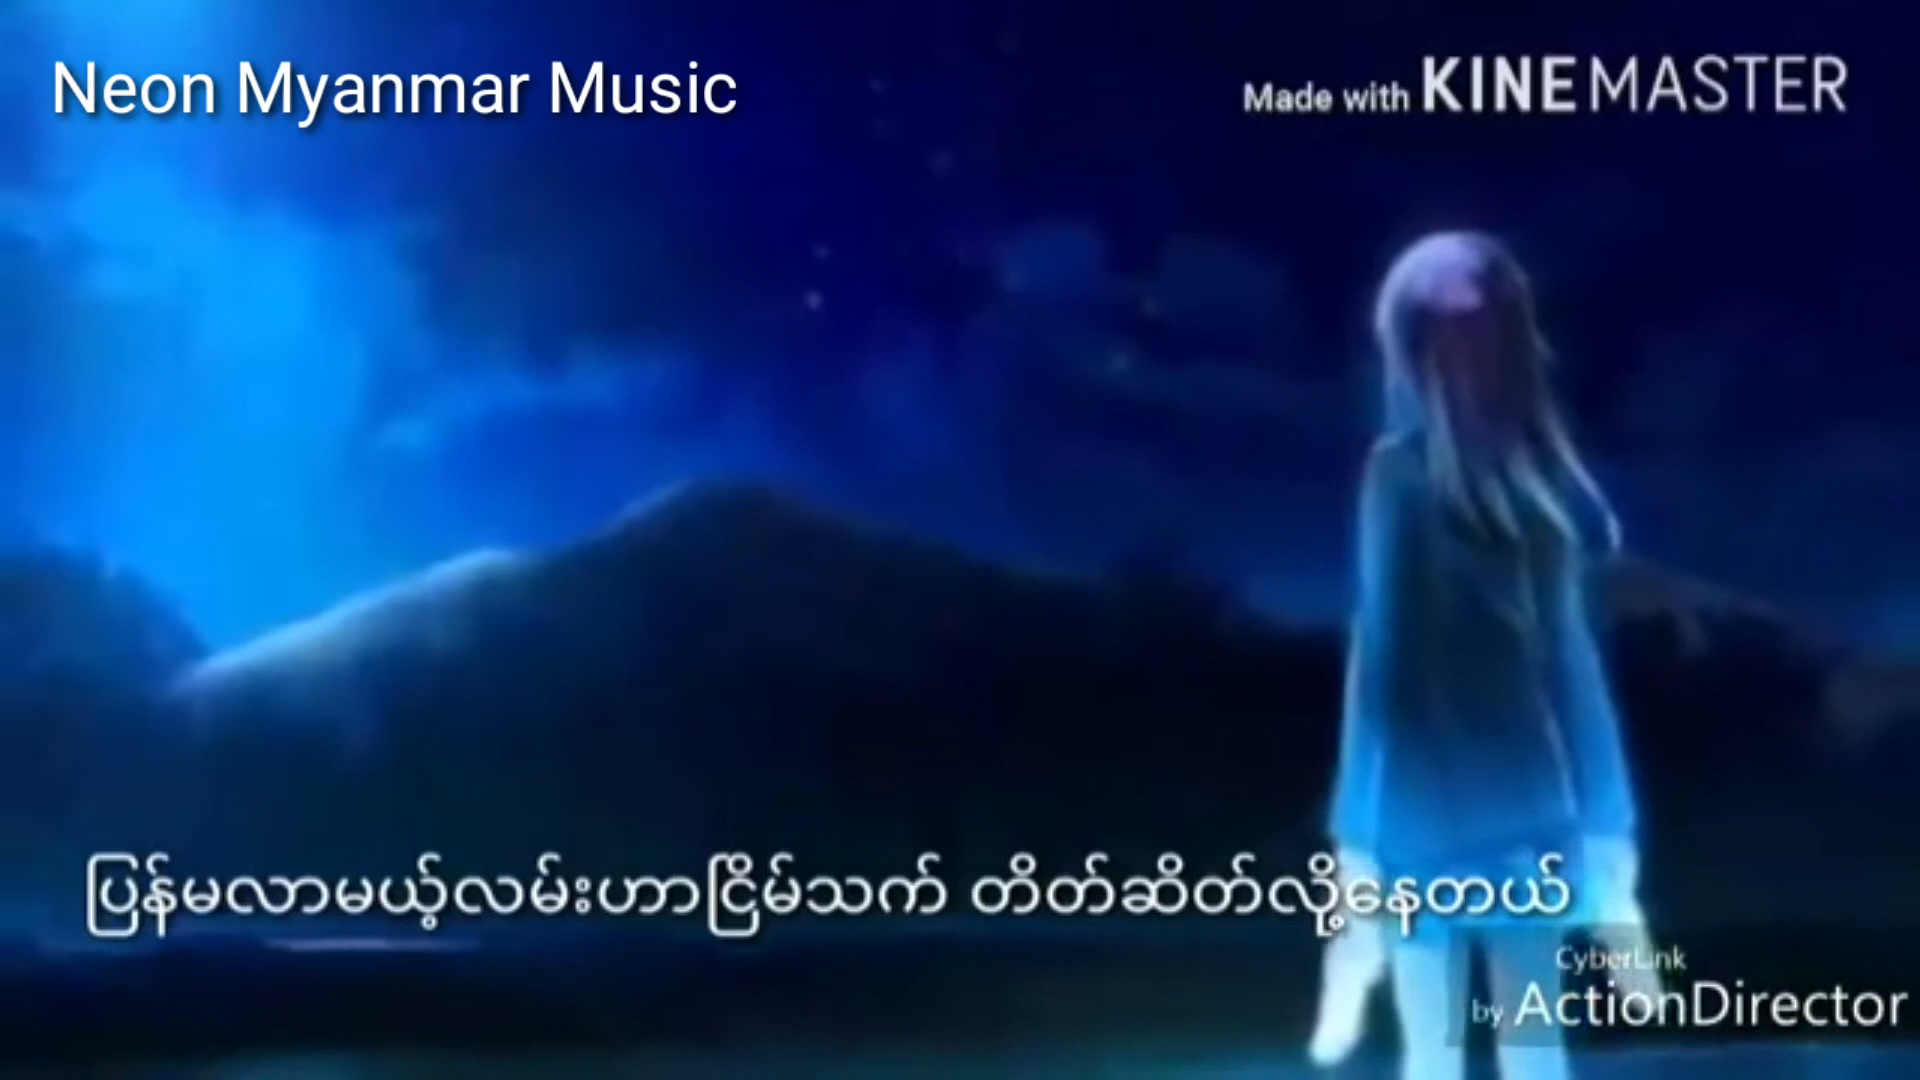 Neon Myanmar Music
Made with KINEMASTER
ပြန်မလာမယ့်လမ်းဟာငြိမ်သက် တိတ်ဆိတ်လို့နေတယ်
CyberLink
by ActionDirector